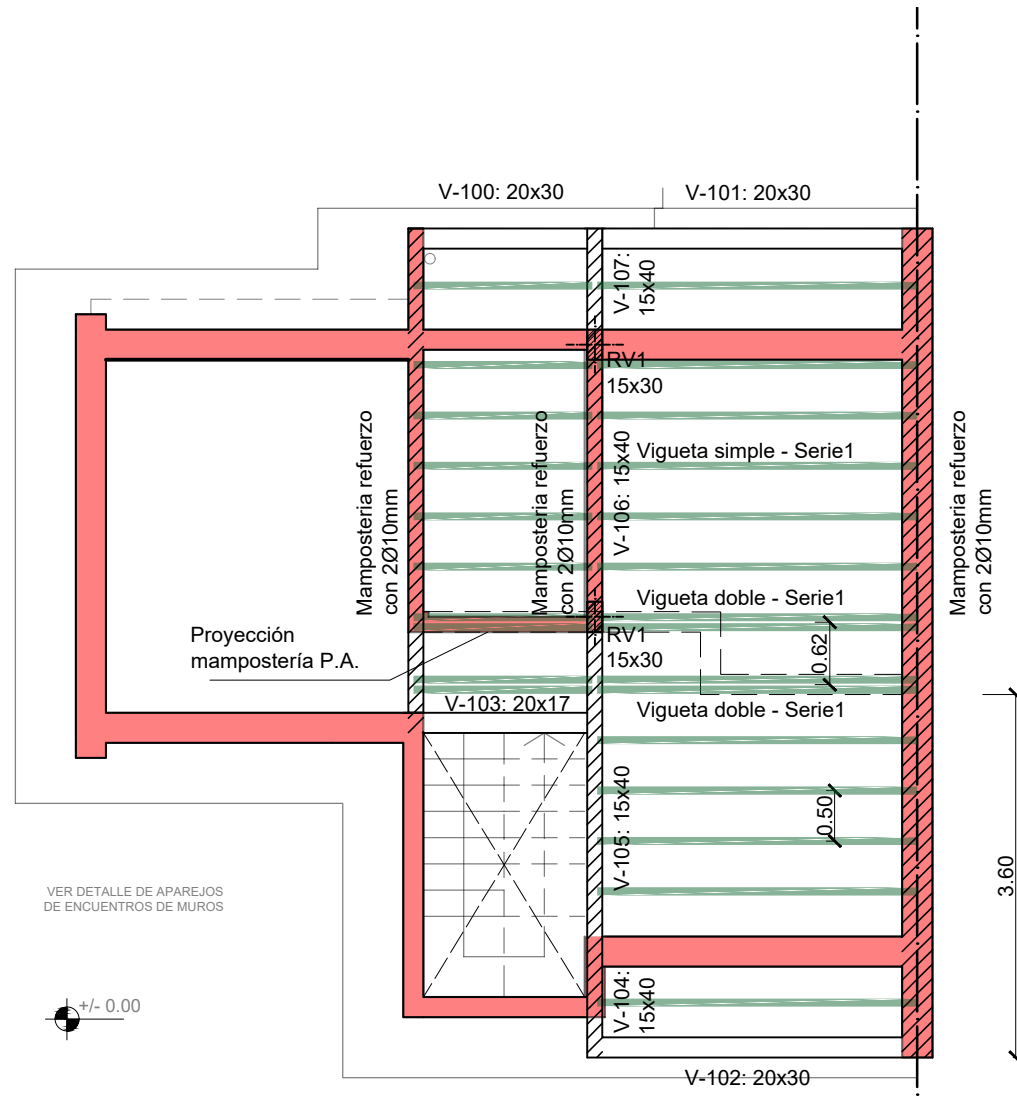 V-100: 20x30
V-101: 20x30
V-107:
15x40
RV1
15x30
Mamposteria refuerzo
con 2Ø10mm
Mamposteria refuerzo
con 2Ø10mm
V-106: 15x40
Vigueta simple - Serie1
Mamposteria refuerzo
con 2Ø10mm
Vigueta doble - Serie1
Proyección
mampostería P.A.
RV1
15x30
0.62
V-103: 20x17
Vigueta doble - Serie1
V-105: 15x40
0.50
3.60
VER DETALLE DE APAREJOS
DE ENCUENTROS DE MUROS
+/- 0.00
V-104:
15x40
V-102: 20x30